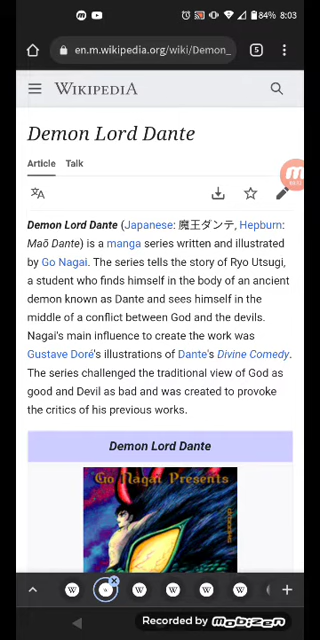 84% 8:03
en.m.wikipedia.org/wiki/Demon_
5
WIKIPEDIA
Demon Lord Dante
Article Talk
Demon Lord Dante (Japanese: 魔王ダンテ, Hepburn:
Maō Dante) is a manga series written and illustrated
by Go Nagai. The series tells the story of Ryo Utsugi,
a student who finds himself in the body of an ancient
demon known as Dante and sees himself in the
middle of a conflict between God and the devils.
Nagai's main influence to create the work was
Gustave Doré's illustrations of Dante's Divine Comedy.
The series challenged the traditional view of God as
good and Devil as bad and was created to provoke
the critics of his previous works.
Demon Lord Dante
Go Nagai Presents
Recorded by Mobizen